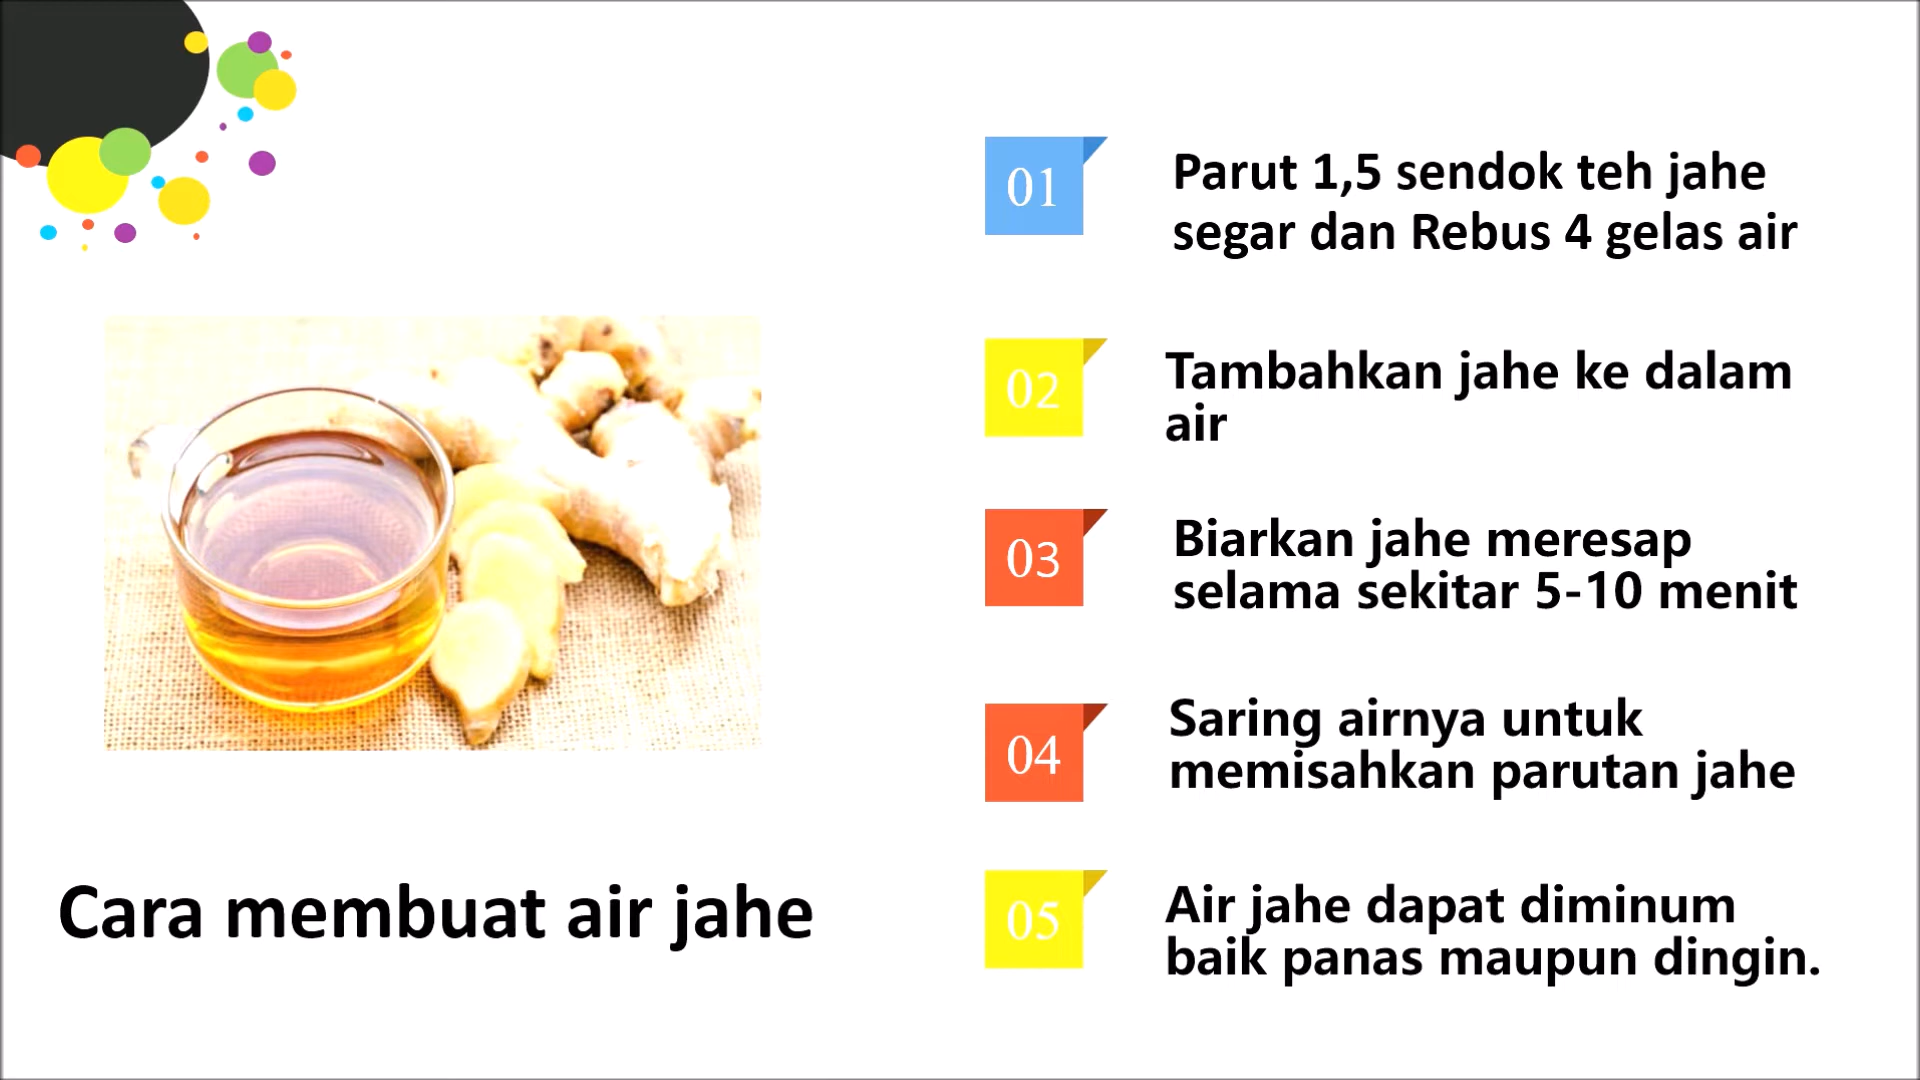 01
Parut 1,5 sendok teh jahe
segar dan Rebus 4 gelas air
02
Tambahkan jahe ke dalam
air
03
Biarkan jahe meresap
selama sekitar 5-10 menit
04
Saring airnya untuk
memisahkan parutan jahe
05
Air jahe dapat diminum
baik panas maupun dingin.
Cara membuat air jahe